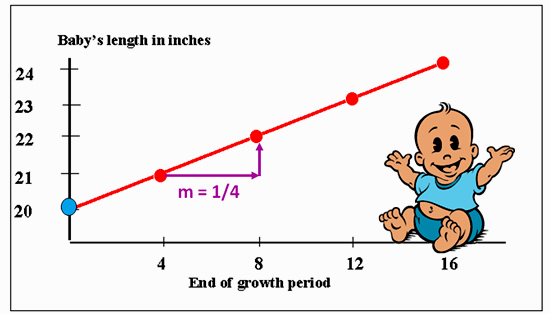 Baby's length in inches
24
23
22
21
m = 1/4
20
4 8 12 16
End of growth period